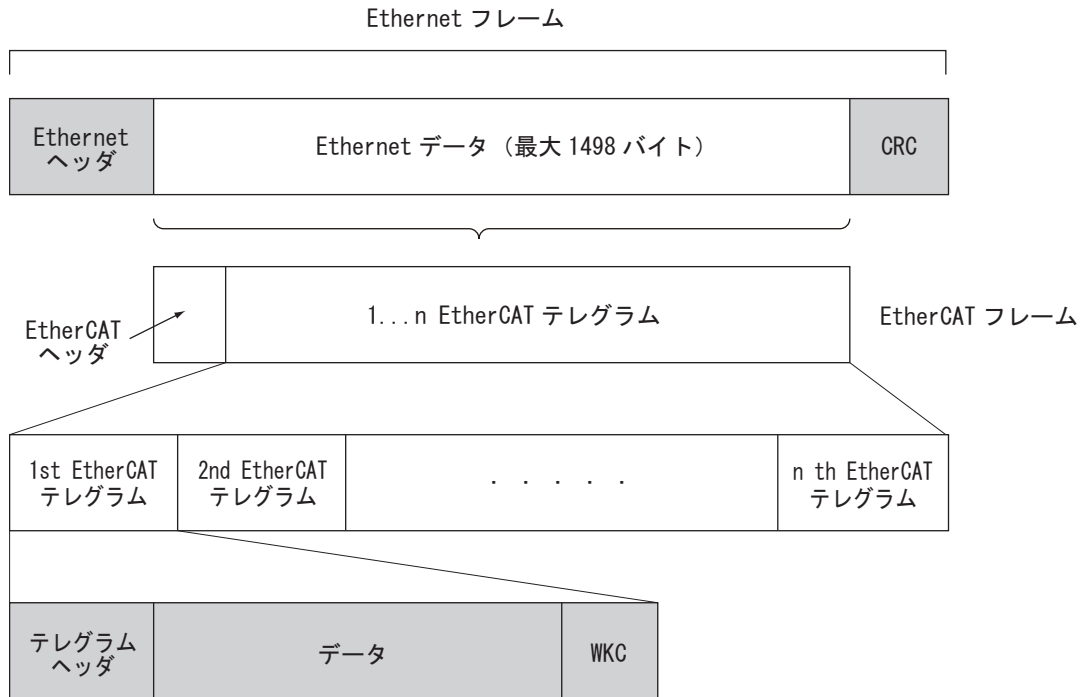 Ethernet フレーム
Ethernet
ヘッダ
Ethernet データ（最大 1498 バイト）
CRC
EtherCAT
ヘッダ
1...n EtherCAT テレグラム
EtherCAT フレーム
1st EtherCAT
テレグラム
2nd EtherCAT
テレグラム
. . . . .
n th EtherCAT
テレグラム
テレグラム
ヘッダ
データ
WKC